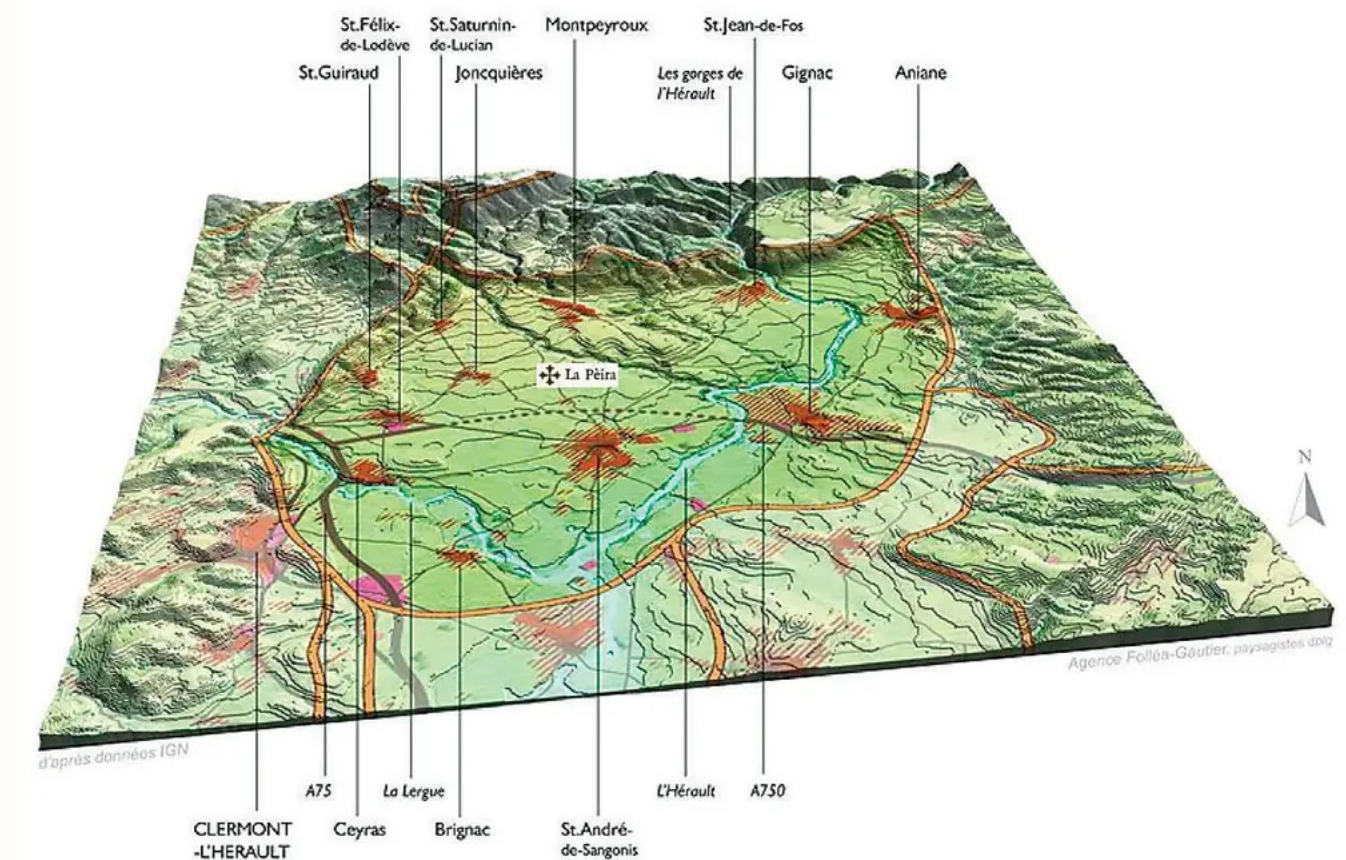 St.Félix-
de-Lodève
St.Saturnin-
de-Lucian
Montpeyroux
St.Jean-de-Fos
St.Guiraud
Joncquières
Les gorges de
l'Hérault
Gignac
Aniane
La Pèira
N
Agence Folléa-Gautier, paysagistes dplg
d'après données IGN
A75
La Lergue
L'Hérault
A750
CLERMONT
-L'HERAULT
Ceyras
Brignac
St.André-
de-Sangonis